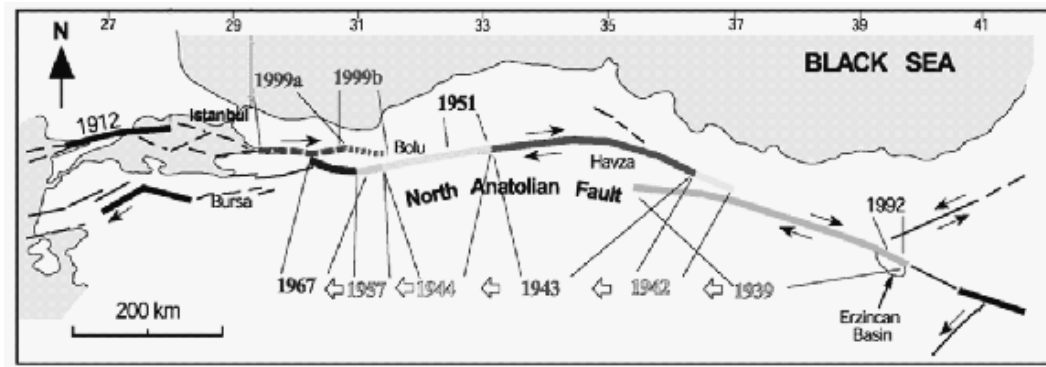 27 29 31 33 35 37 39 41
N
BLACK SEA
1999a 1999b
1951
1912
Istanbul
Bolu
Havza
North Anatolian Fault
Bursa
1992
1967 1957 1944 1943 1942 1939
200 km
Erzincan
Basin